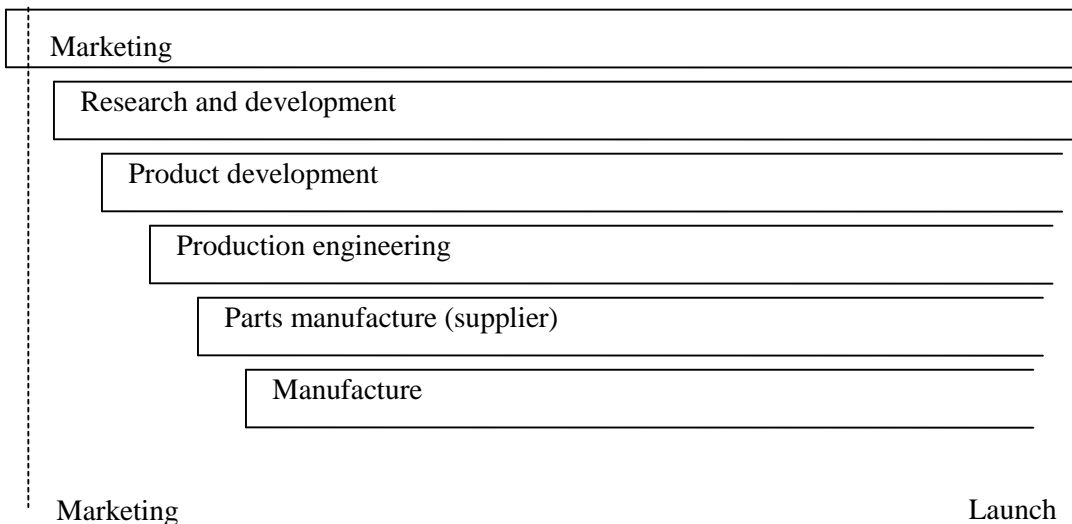 Marketing
Research and development
Product development
Production engineering
Parts manufacture (supplier)
Manufacture
Marketing Launch